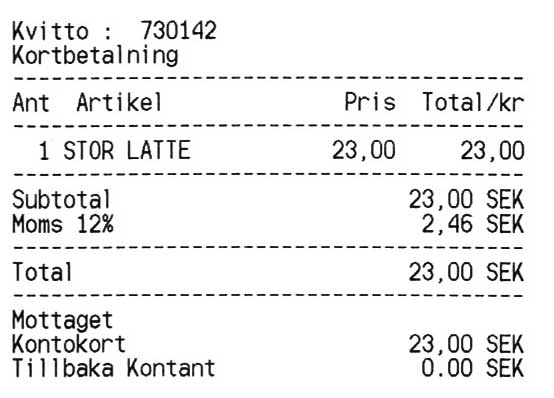 Kvitto : 730142
Kortbetalning
----------------------------------------
Ant Artikel Pris Total/kr
----------------------------------------
1 STOR LATTE 23,00 23,00
----------------------------------------
Subtotal 23,00 SEK
Moms 12% 2,46 SEK
----------------------------------------
Total 23,00 SEK
----------------------------------------
Mottaget
Kontokort 23,00 SEK
Tillbaka Kontant 0.00 SEK